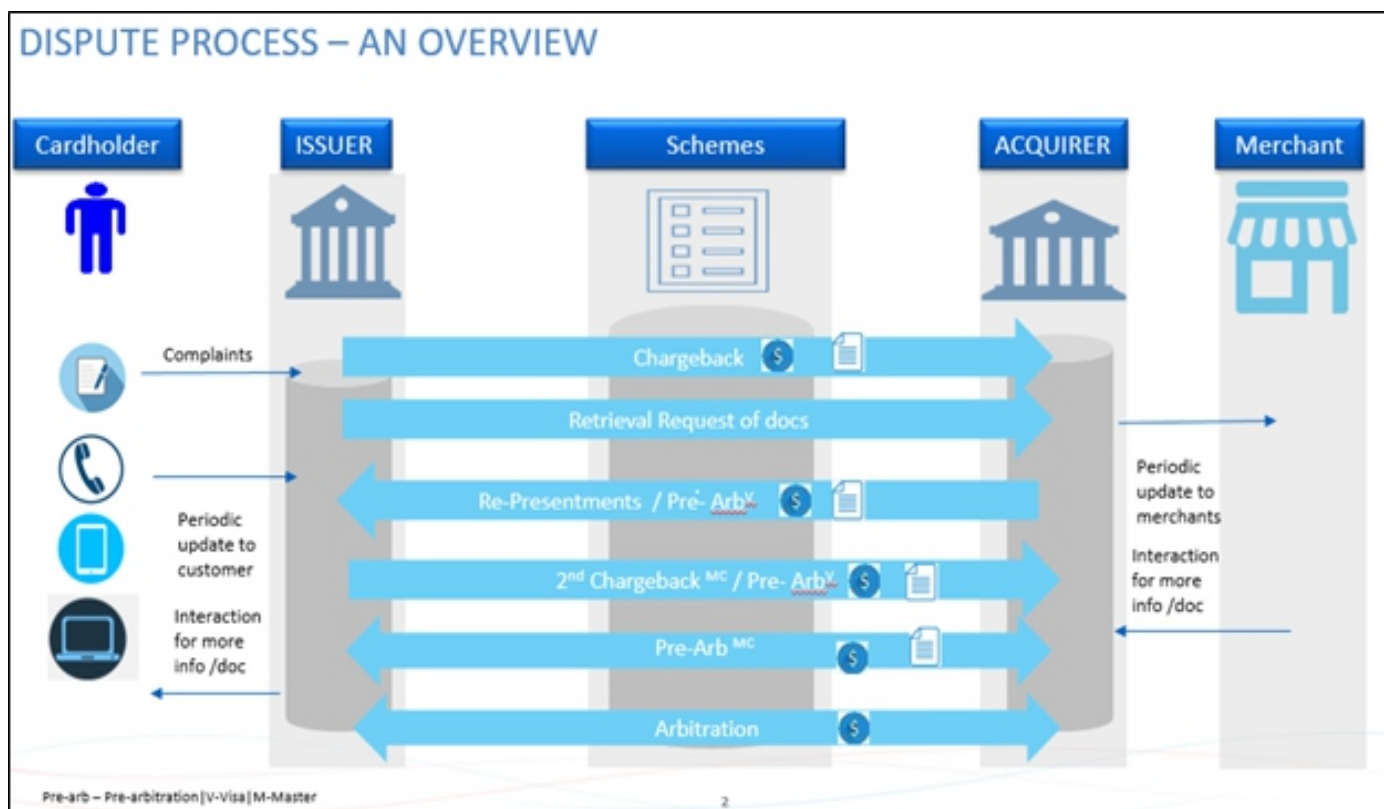 DISPUTE PROCESS – AN OVERVIEW
Cardholder
ISSUER
Schemes
ACQUIRER
Merchant
Complaints
Chargeback $
Retrieval Request of docs
Re-Presentments / Pre- Arbⱽ $
2ⁿᵈ Chargeback ᴹᶜ / Pre- Arbⱽ $
Pre-Arb ᴹᶜ $
Arbitration $
Periodic
update to
customer
Interaction
for more
info /doc
Periodic
update to
merchants
Interaction
for more
info /doc
Pre-arb – Pre-arbitration|V-Visa|M-Master
2